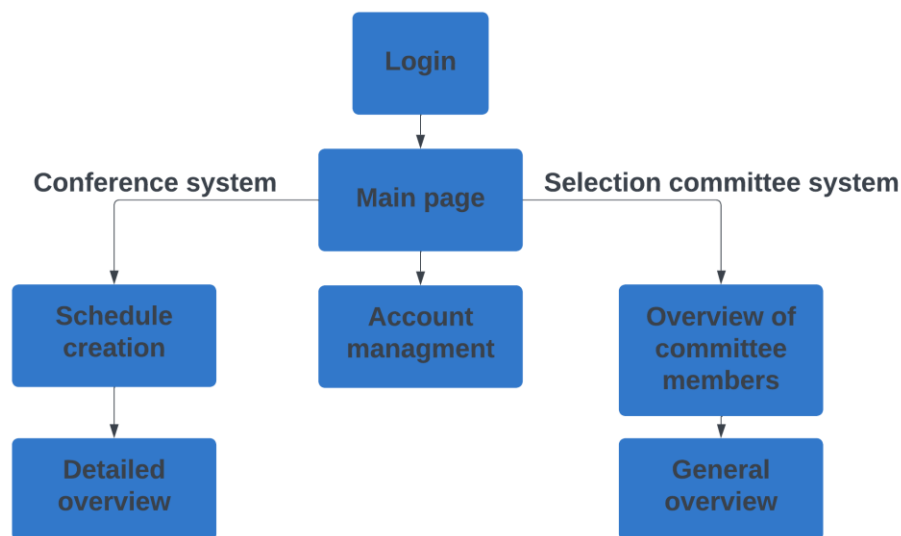 Login
Conference system
Selection committee system
Main page
Schedule
creation
Account
managment
Overview of
committee
members
Detailed
overview
General
overview